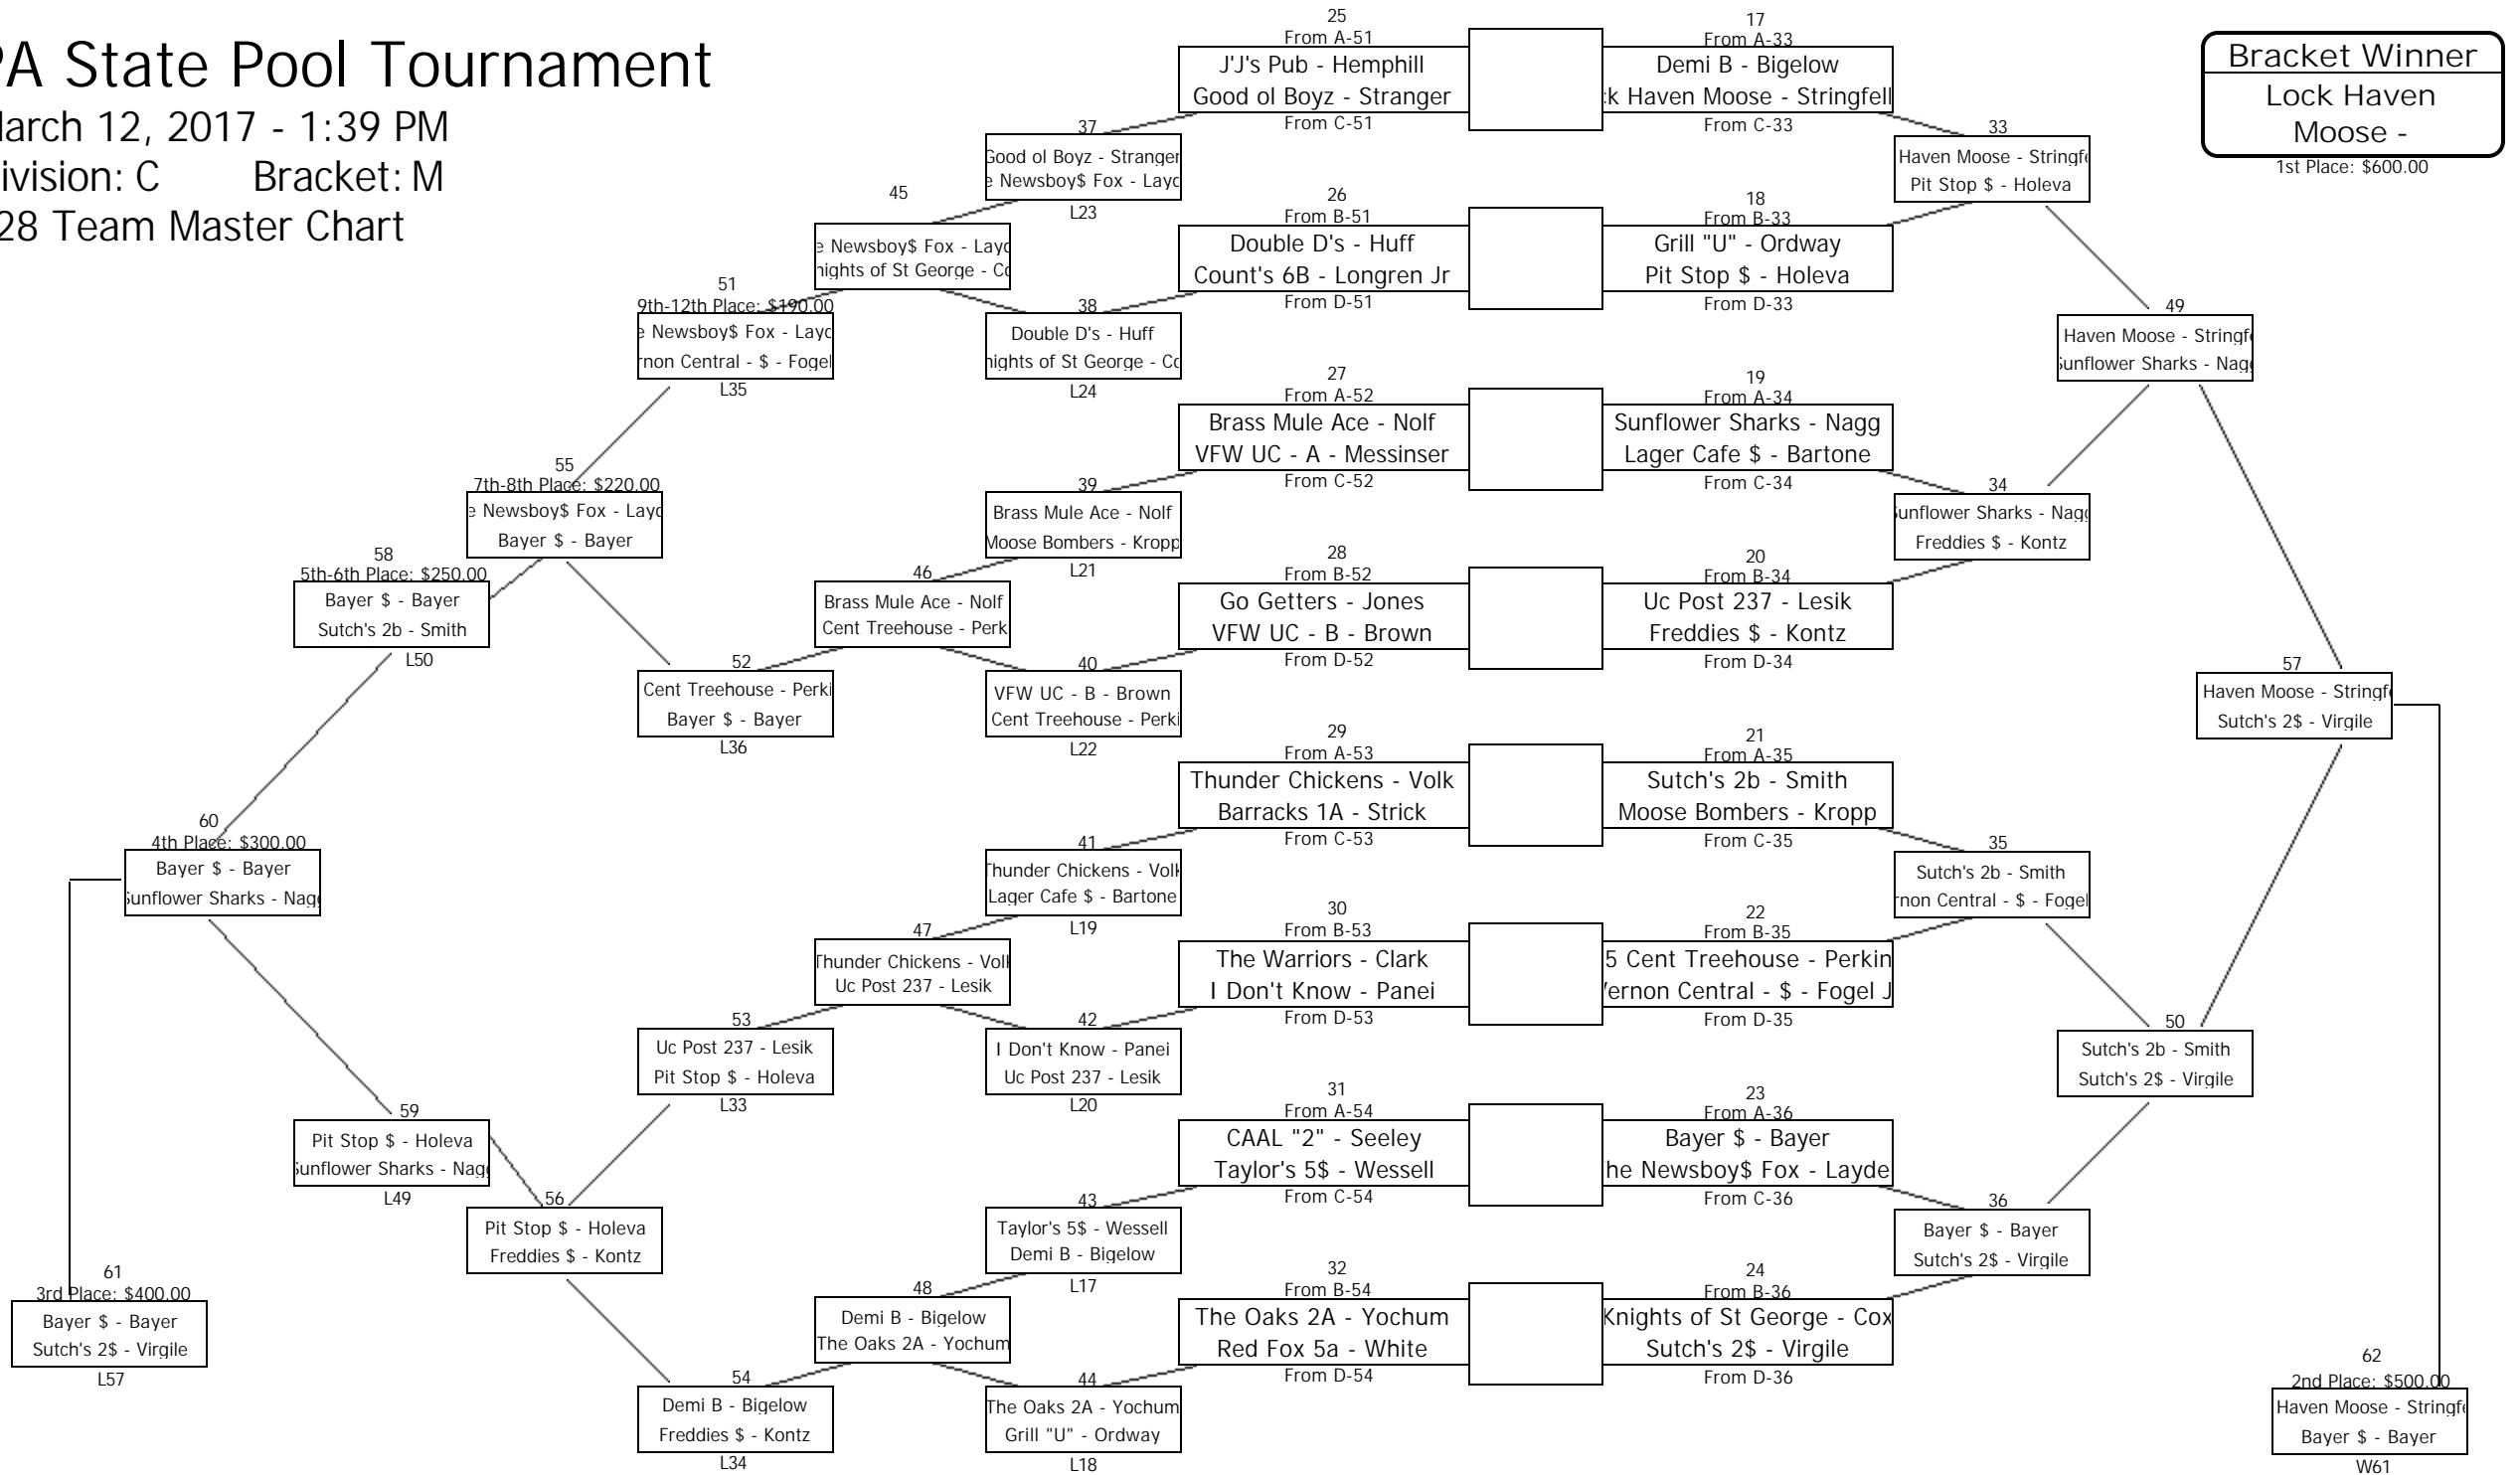 PA State Pool Tournament
March 12, 2017 - 1:39 PM
Division: C Bracket: M
28 Team Master Chart
Bracket Winner
Lock Haven
Moose -
1st Place: $600.00
61
3rd Place: $400.00
Bayer $ - Bayer
Sutch's 2$ - Virgile
L57
60
4th Place: $300.00
Bayer $ - Bayer
Sunflower Sharks - Nagg
58
5th-6th Place: $250.00
Bayer $ - Bayer
Sutch's 2b - Smith
L50
59
Pit Stop $ - Holeva
Sunflower Sharks - Nagg
L49
55
7th-8th Place: $220.00
e Newsboy$ Fox - Layd
Bayer $ - Bayer
56
Pit Stop $ - Holeva
Freddies $ - Kontz
51
9th-12th Place: $190.00
e Newsboy$ Fox - Layd
rnon Central - $ - Fogel
L35
52
Cent Treehouse - Perki
Bayer $ - Bayer
L36
53
Uc Post 237 - Lesik
Pit Stop $ - Holeva
L33
54
Demi B - Bigelow
Freddies $ - Kontz
L34
45
e Newsboy$ Fox - Layd
nights of St George - Co
46
Brass Mule Ace - Nolf
Cent Treehouse - Perk
47
Thunder Chickens - Volk
Uc Post 237 - Lesik
48
Demi B - Bigelow
The Oaks 2A - Yochum
37
Good ol Boyz - Stranger
e Newsboy$ Fox - Layd
L23
38
Double D's - Huff
nights of St George - Co
L24
39
Brass Mule Ace - Nolf
Moose Bombers - Kropp
L21
40
VFW UC - B - Brown
Cent Treehouse - Perki
L22
41
Thunder Chickens - Volk
Lager Cafe $ - Bartone
L19
42
I Don't Know - Panei
Uc Post 237 - Lesik
L20
43
Taylor's 5$ - Wessell
Demi B - Bigelow
L17
44
The Oaks 2A - Yochum
Grill "U" - Ordway
L18
25
From A-51
J'J's Pub - Hemphill
Good ol Boyz - Stranger
From C-51
26
From B-51
Double D's - Huff
Count's 6B - Longren Jr
From D-51
27
From A-52
Brass Mule Ace - Nolf
VFW UC - A - Messinser
From C-52
28
From B-52
Go Getters - Jones
VFW UC - B - Brown
From D-52
29
From A-53
Thunder Chickens - Volk
Barracks 1A - Strick
From C-53
30
From B-53
The Warriors - Clark
I Don't Know - Panei
From D-53
31
From A-54
CAAL "2" - Seeley
Taylor's 5$ - Wessell
From C-54
32
From B-54
The Oaks 2A - Yochum
Red Fox 5a - White
From D-54
17
From A-33
Demi B - Bigelow
ck Haven Moose - Stringfell
From C-33
18
From B-33
Grill "U" - Ordway
Pit Stop $ - Holeva
From D-33
19
From A-34
Sunflower Sharks - Nagg
Lager Cafe $ - Bartone
From C-34
20
From B-34
Uc Post 237 - Lesik
Freddies $ - Kontz
From D-34
21
From A-35
Sutch's 2b - Smith
Moose Bombers - Kropp
From C-35
22
From B-35
5 Cent Treehouse - Perkin
Vernon Central - $ - Fogel J
From D-35
23
From A-36
Bayer $ - Bayer
he Newsboy$ Fox - Layde
From C-36
24
From B-36
Knights of St George - Cox
Sutch's 2$ - Virgile
From D-36
33
Haven Moose - Stringfe
Pit Stop $ - Holeva
34
Sunflower Sharks - Nagg
Freddies $ - Kontz
35
Sutch's 2b - Smith
rnon Central - $ - Fogel
36
Bayer $ - Bayer
Sutch's 2$ - Virgile
49
Haven Moose - Stringfe
Sunflower Sharks - Nagg
50
Sutch's 2b - Smith
Sutch's 2$ - Virgile
57
Haven Moose - Stringfe
Sutch's 2$ - Virgile
62
2nd Place: $500.00
Haven Moose - Stringfe
Bayer $ - Bayer
W61